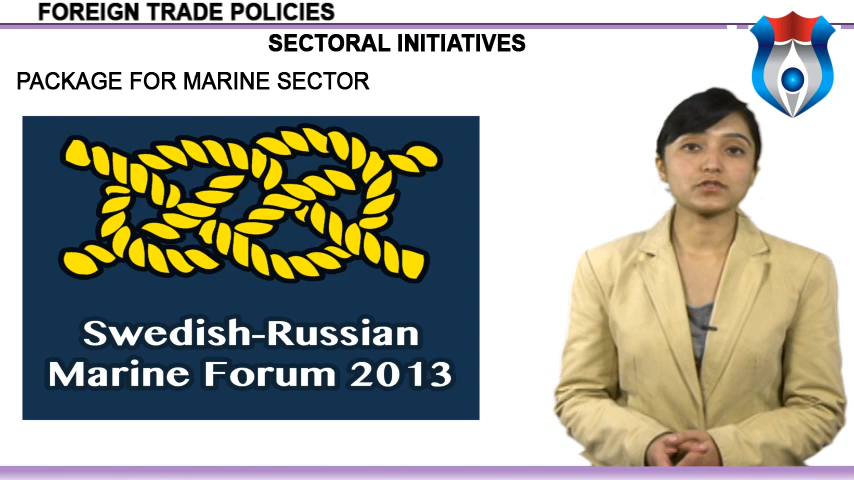 FOREIGN TRADE POLICIES
SECTORAL INITIATIVES
PACKAGE FOR MARINE SECTOR
Swedish-Russian
Marine Forum 2013